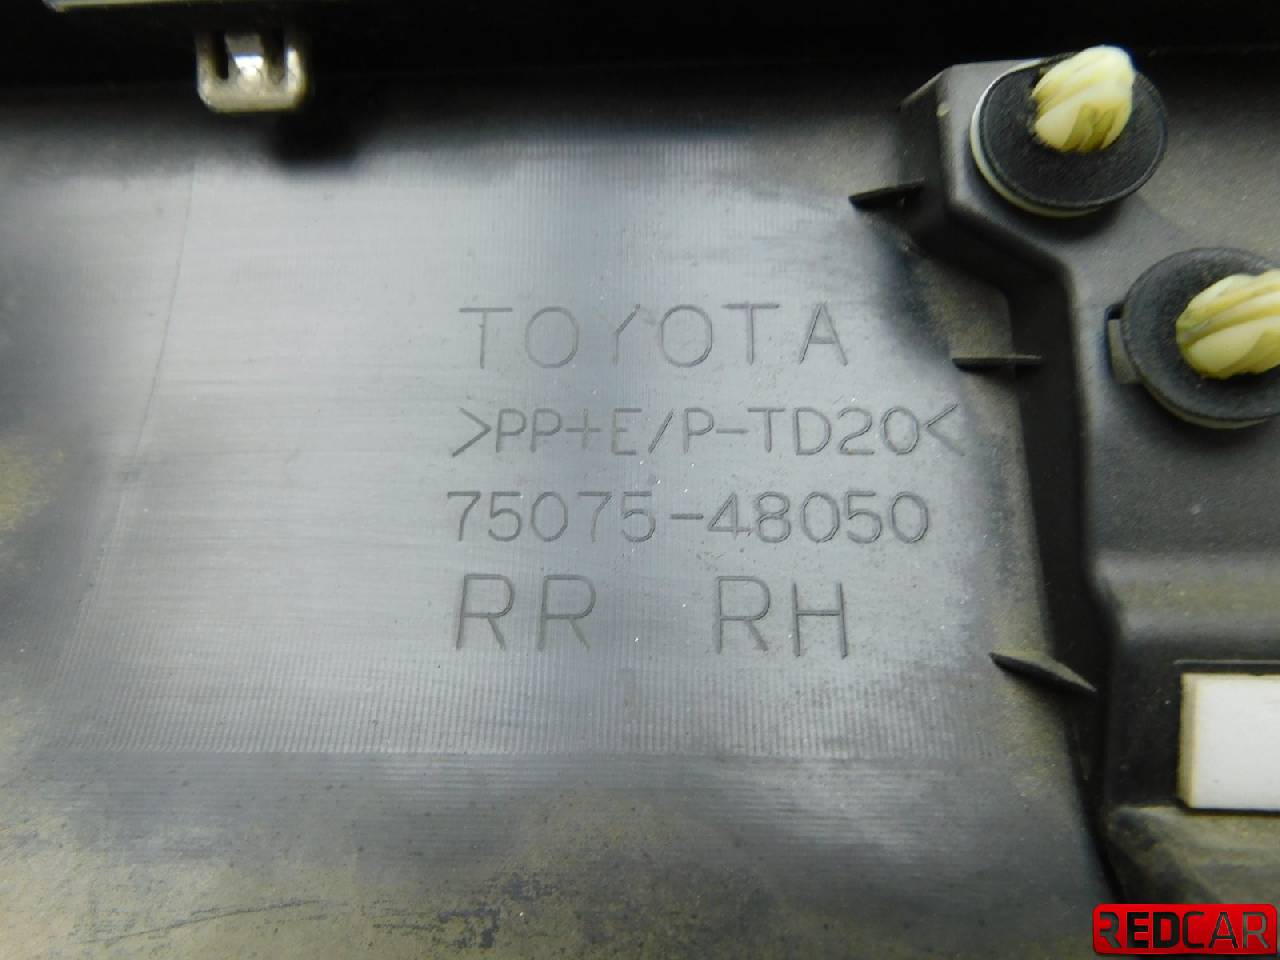 TOYOTA
>PP+E/P-TD20<
75075-48050
RR RH
REDCAR